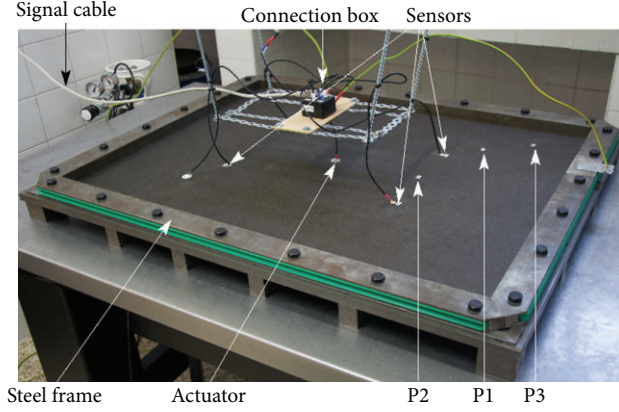 Signal cable
Connection box
Sensors
Steel frame
Actuator
P2
P1
P3